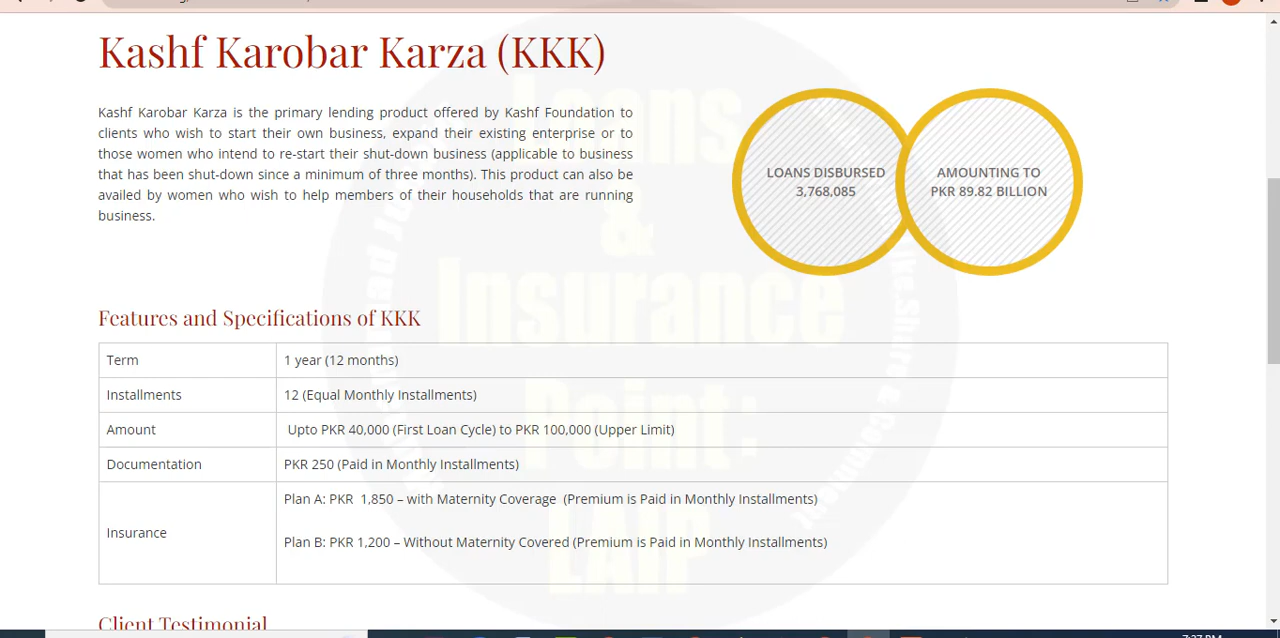 Kashf Karobar Karza (KKK)
Kashf Karobar Karza is the primary lending product offered by Kashf Foundation to
clients who wish to start their own business, expand their existing enterprise or to
those women who intend to re-start their shut-down business (applicable to business
that has been shut-down since a minimum of three months). This product can also be
availed by women who wish to help members of their households that are running
business.
LOANS DISBURSED
3,768,085
AMOUNTING TO
PKR 89.82 BILLION
Loans
&
Insurance
Point:
LAIP
Features and Specifications of KKK
Term 1 year (12 months)
Installments 12 (Equal Monthly Installments)
Amount Upto PKR 40,000 (First Loan Cycle) to PKR 100,000 (Upper Limit)
Documentation PKR 250 (Paid in Monthly Installments)
Insurance
Plan A: PKR 1,850 – with Maternity Coverage (Premium is Paid in Monthly Installments)
Plan B: PKR 1,200 – Without Maternity Covered (Premium is Paid in Monthly Installments)
Client Testimonial
7:37 PM